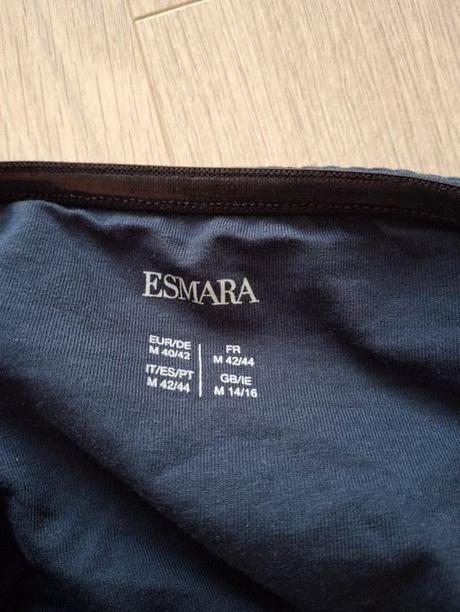 ESMARA
EUR/DE
M 40/42
IT/ES/PT
M 42/44
FR
M 42/44
GB/IE
M 14/16